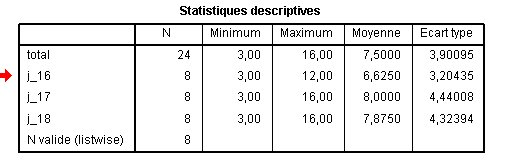 Statistiques descriptives
N Minimum Maximum Moyenne Ecart type
total 24 3,00 16,00 7,5000 3,90095
j_16 8 3,00 12,00 6,6250 3,20435
j_17 8 3,00 16,00 8,0000 4,44008
j_18 8 3,00 16,00 7,8750 4,32394
N valide (listwise) 8